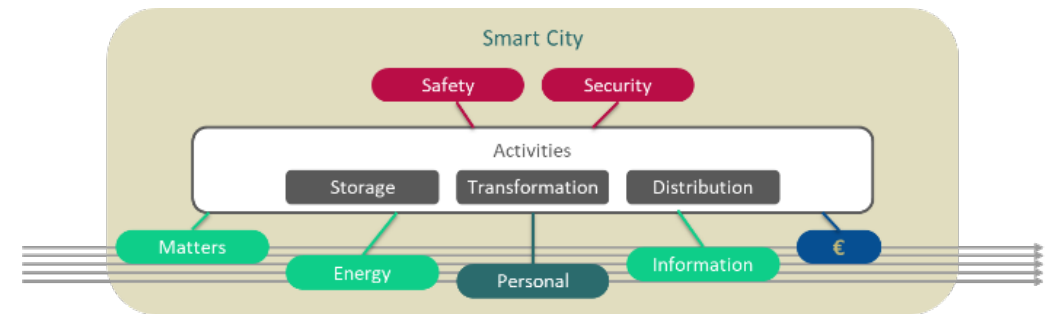 Smart City
Safety
Security
Activities
Storage
Transformation
Distribution
Matters
Energy
Personal
Information
€